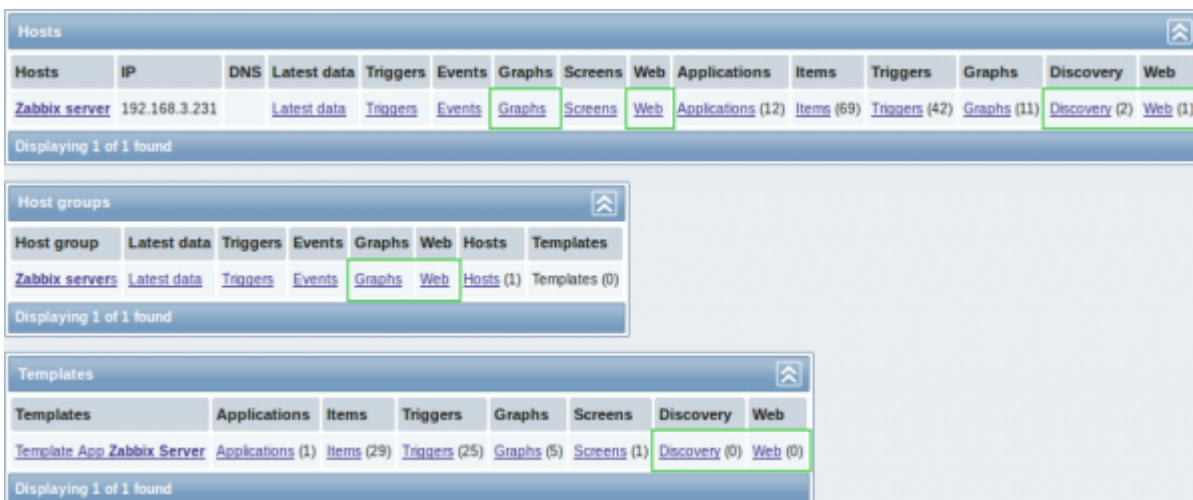 Hosts
Hosts IP DNS Latest data Triggers Events Graphs Screens Web Applications Items Triggers Graphs Discovery Web
Zabbix server 192.168.3.231 Latest data Triggers Events Graphs Screens Web Applications (12) Items (69) Triggers (42) Graphs (11) Discovery (2) Web (1)
Displaying 1 of 1 found
Host groups
Host group Latest data Triggers Events Graphs Web Hosts Templates
Zabbix servers Latest data Triggers Events Graphs Web Hosts (1) Templates (0)
Displaying 1 of 1 found
Templates
Templates Applications Items Triggers Graphs Screens Discovery Web
Template App Zabbix Server Applications (1) Items (29) Triggers (25) Graphs (5) Screens (1) Discovery (0) Web (0)
Displaying 1 of 1 found